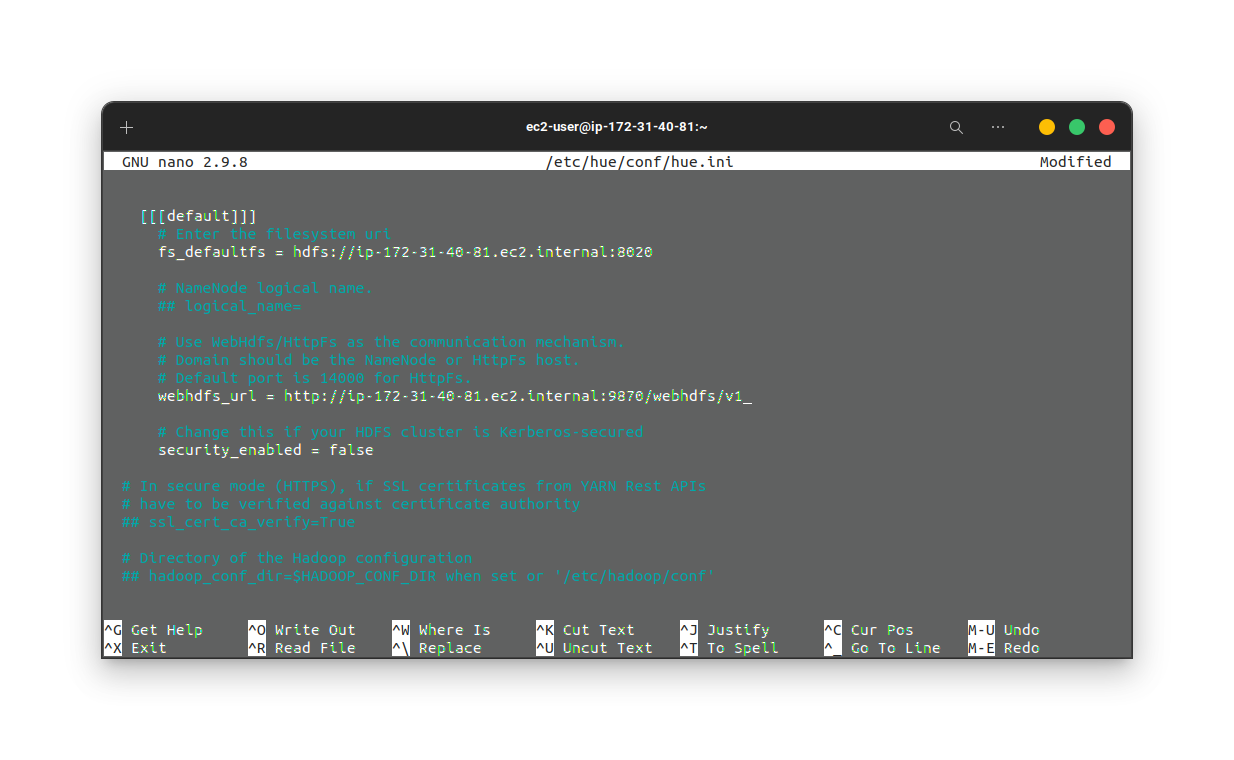 ec2-user@ip-172-31-40-81:~
GNU nano 2.9.8 /etc/hue/conf/hue.ini Modified
[[[default]]]
# Enter the filesystem uri
fs_defaultfs = hdfs://ip-172-31-40-81.ec2.internal:8020
# NameNode logical name.
## logical_name=
# Use WebHdfs/HttpFs as the communication mechanism.
# Domain should be the NameNode or HttpFs host.
# Default port is 14000 for HttpFs.
webhdfs_url = http://ip-172-31-40-81.ec2.internal:9870/webhdfs/v1_
# Change this if your HDFS cluster is Kerberos-secured
security_enabled = false
# In secure mode (HTTPS), if SSL certificates from YARN Rest APIs
# have to be verified against certificate authority
## ssl_cert_ca_verify=True
# Directory of the Hadoop configuration
## hadoop_conf_dir=$HADOOP_CONF_DIR when set or '/etc/hadoop/conf'
^G Get Help ^O Write Out ^W Where Is ^K Cut Text ^J Justify ^C Cur Pos M-U Undo
^X Exit ^R Read File ^\ Replace ^U Uncut Text ^T To Spell ^_ Go To Line M-E Redo